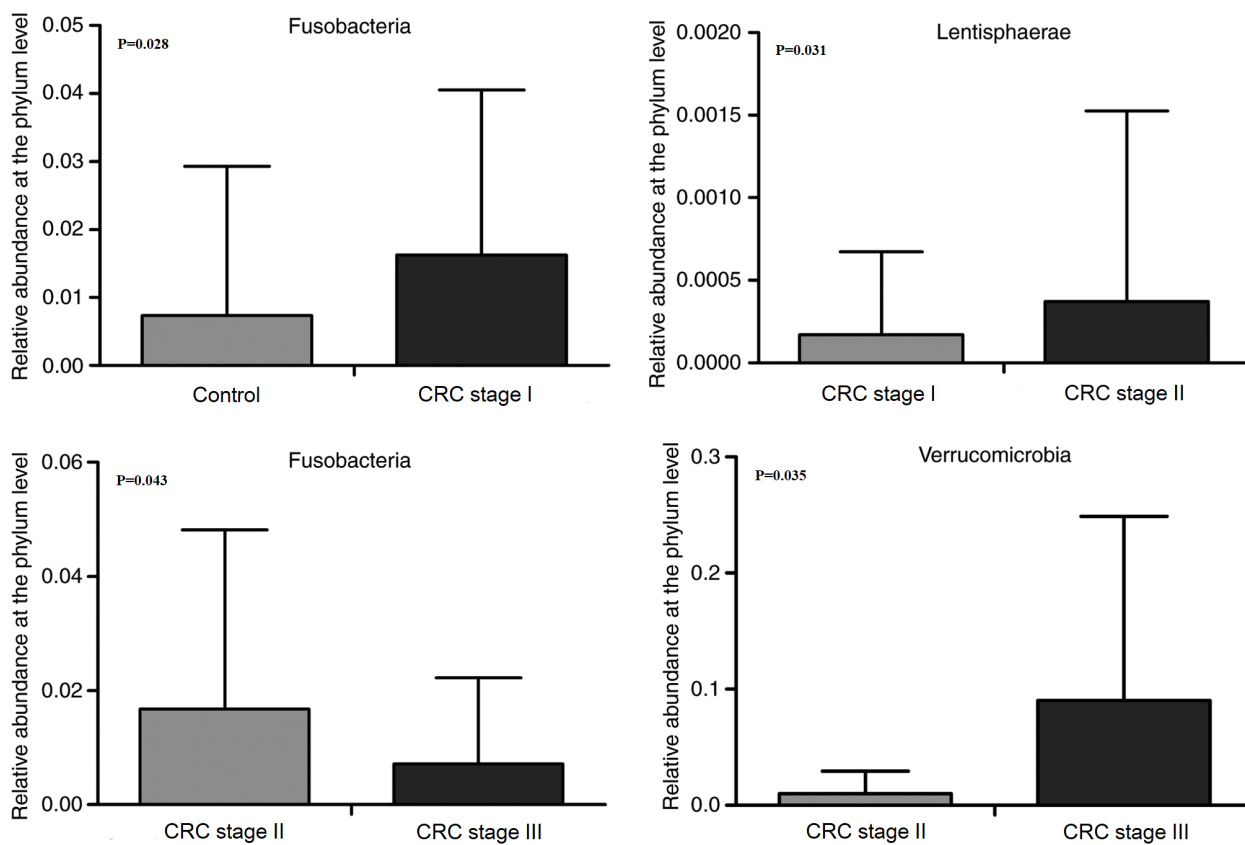 Fusobacteria
P=0.028
Relative abundance at the phylum level
0.05
0.04
0.03
0.02
0.01
0.00
Control
CRC stage I
Lentisphaerae
P=0.031
Relative abundance at the phylum level
0.0020
0.0015
0.0010
0.0005
0.0000
CRC stage I
CRC stage II
Fusobacteria
P=0.043
Relative abundance at the phylum level
0.06
0.04
0.02
0.00
CRC stage II
CRC stage III
Verrucomicrobia
P=0.035
Relative abundance at the phylum level
0.3
0.2
0.1
0.0
CRC stage II
CRC stage III